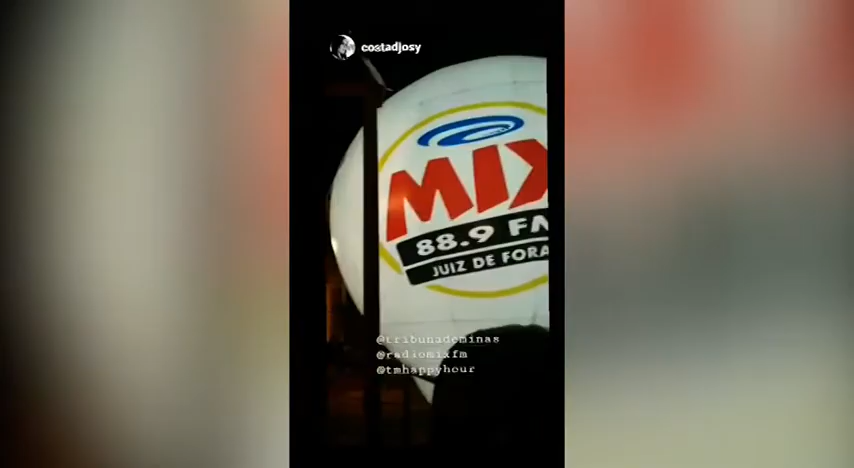 costadjosy
MIX
88.9 FM
JUIZ DE FORA
@tribunademinas
@radiomixfm
@tmhappyhour